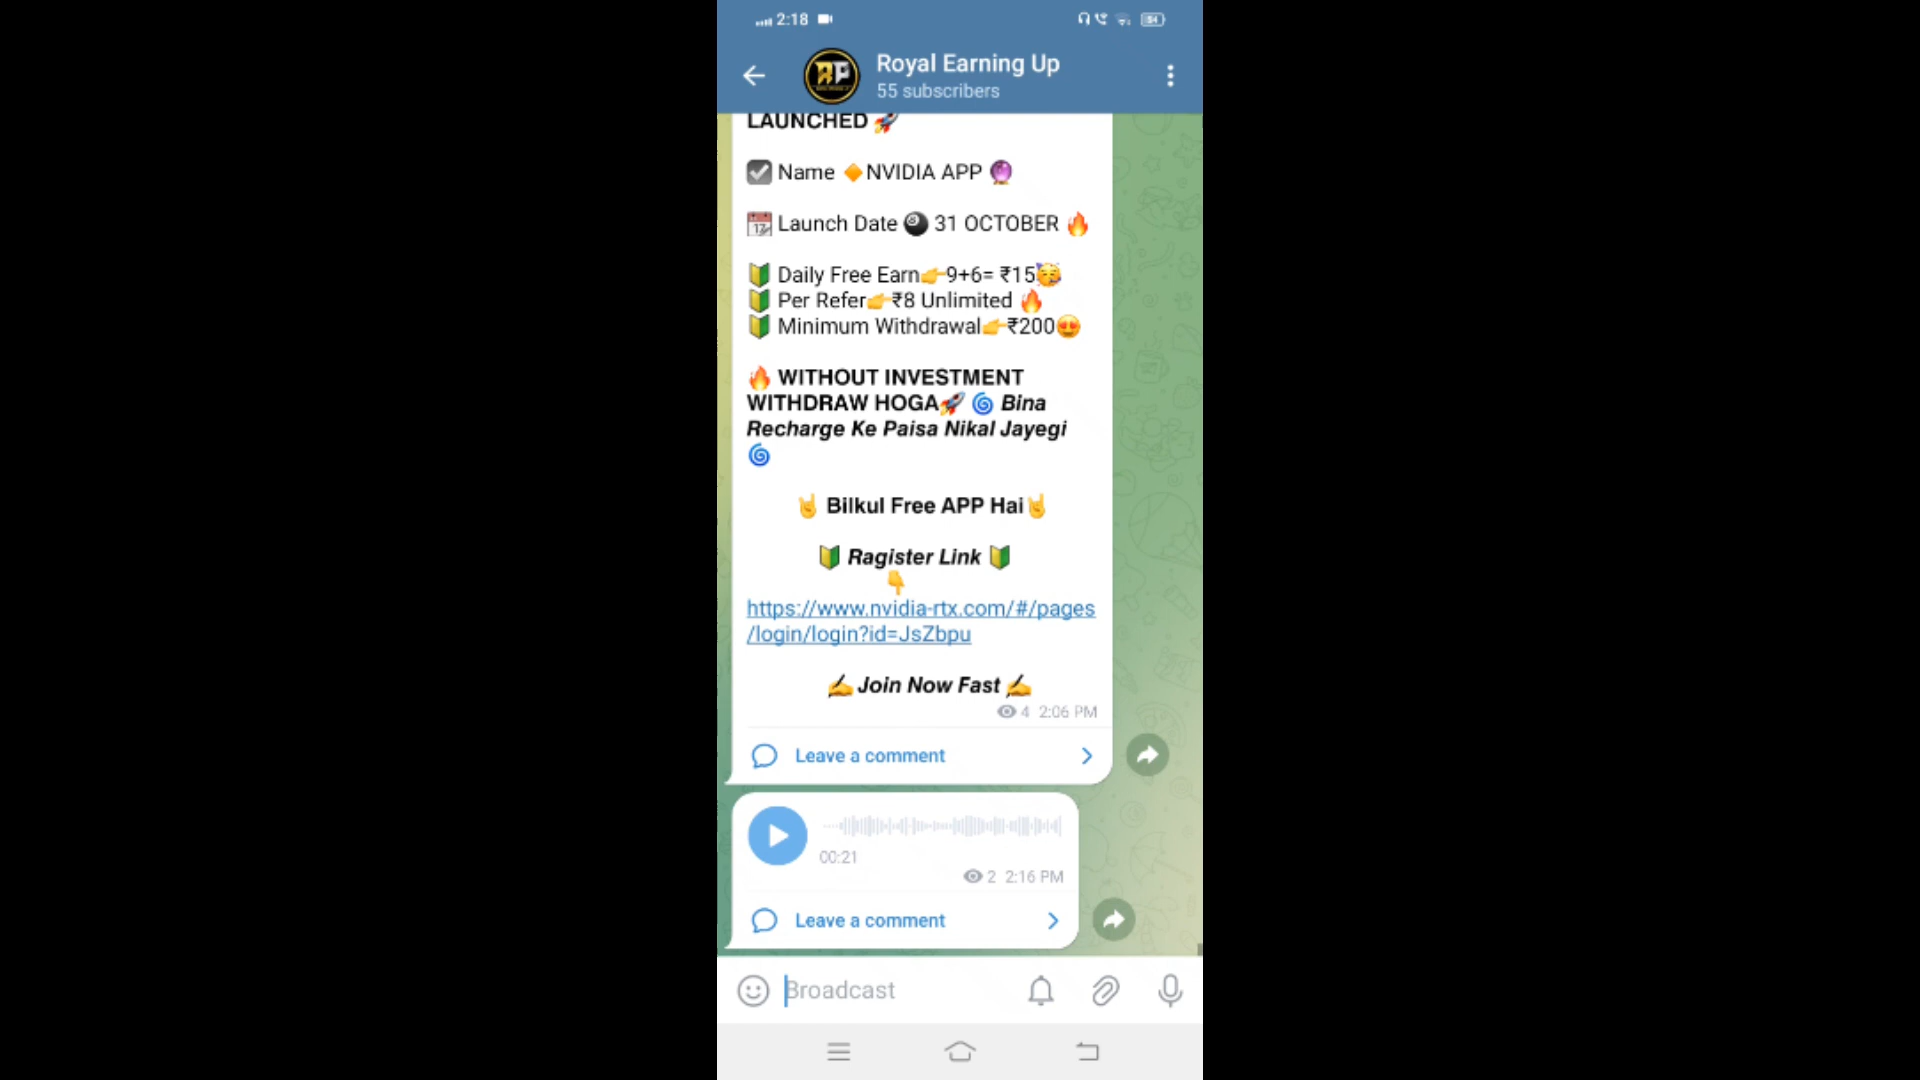 2:18
54
Royal Earning Up
55 subscribers
LAUNCHED 🚀
☑ Name 🔸NVIDIA APP 🔮
📅 Launch Date 🎱 31 OCTOBER 🔥
🔰 Daily Free Earn👉9+6= ₹15🥳
🔰 Per Refer👉₹8 Unlimited 🔥
🔰 Minimum Withdrawal👉₹200😍
🔥 WITHOUT INVESTMENT
WITHDRAW HOGA🚀 🌀 Bina
Recharge Ke Paisa Nikal Jayegi
🌀
🤘 Bilkul Free APP Hai🤘
🔰 Ragister Link 🔰
👇
https://www.nvidia-rtx.com/#/pages
/login/login?id=JsZbpu
✍ Join Now Fast ✍
4 2:06 PM
Leave a comment
00:21
2 2:16 PM
Leave a comment
Broadcast